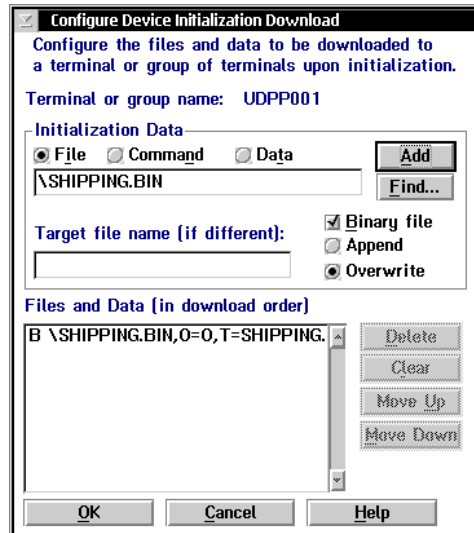 Configure Device Initialization Download
Configure the files and data to be downloaded to
a terminal or group of terminals upon initialization.
Terminal or group name: UDPP001
Initialization Data
File Command Data
Add
\SHIPPING.BIN
Find...
Binary file
Target file name (if different):
Append
Overwrite
Files and Data (in download order)
B \SHIPPING.BIN,O=O,T=SHIPPING.
Delete
Clear
Move Up
Move Down
OK Cancel Help